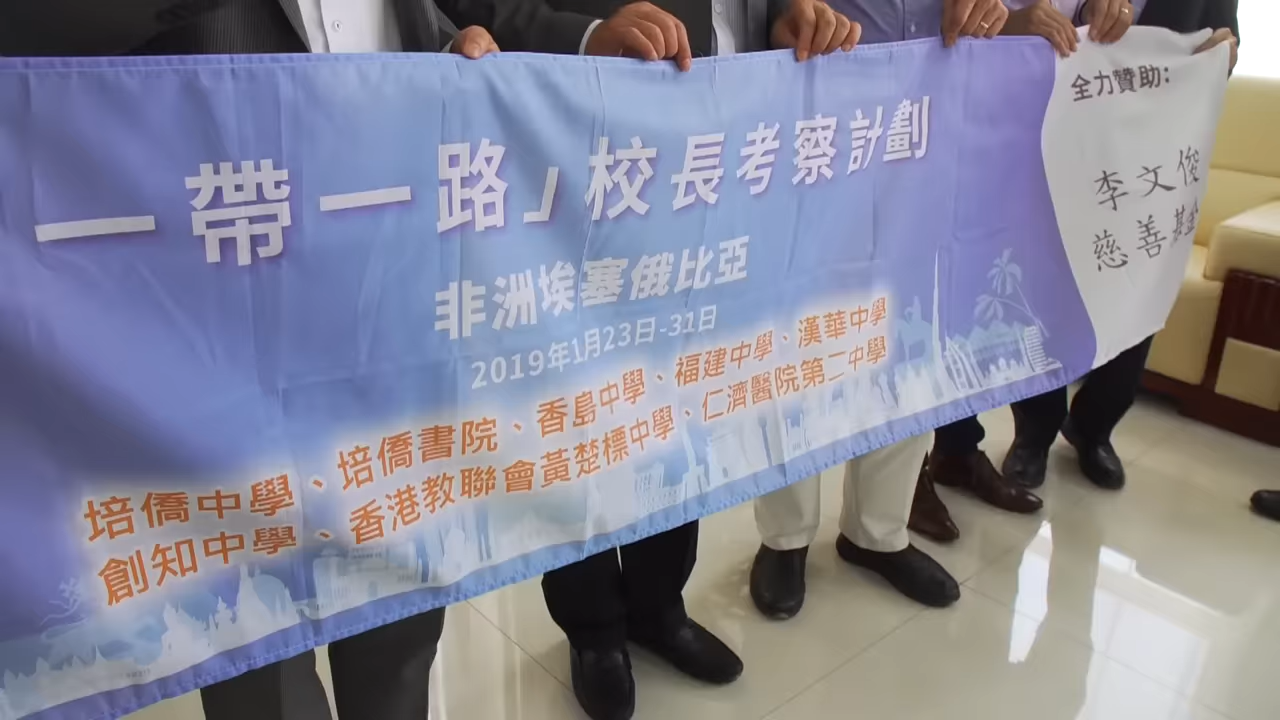 一帶一路」校長考察計劃
非洲埃塞俄比亞
2019年1月23日-31日
培僑中學、培僑書院、香島中學、福建中學、漢華中學
創知中學、香港教聯會黃楚標中學、仁濟醫院第二中學
全力贊助：
李文俊
慈善基金